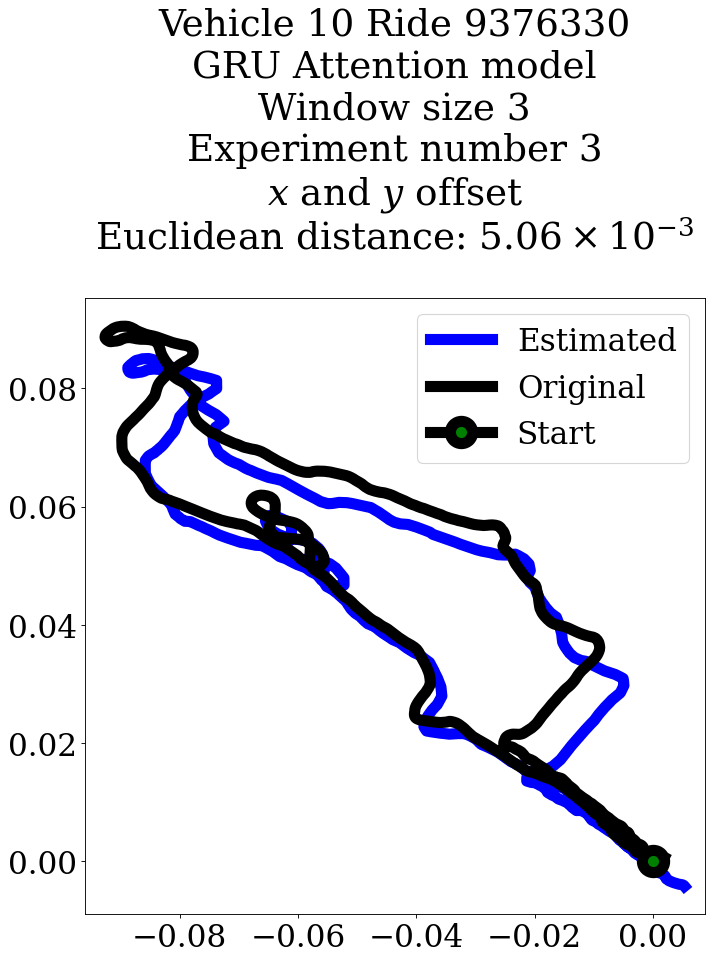 Vehicle 10 Ride 9376330
GRU Attention model
Window size 3
Experiment number 3
x and y offset
Euclidean distance: 5.06 × 10⁻³
Estimated
Original
Start
0.08
0.06
0.04
0.02
0.00
−0.08 −0.06 −0.04 −0.02 0.00